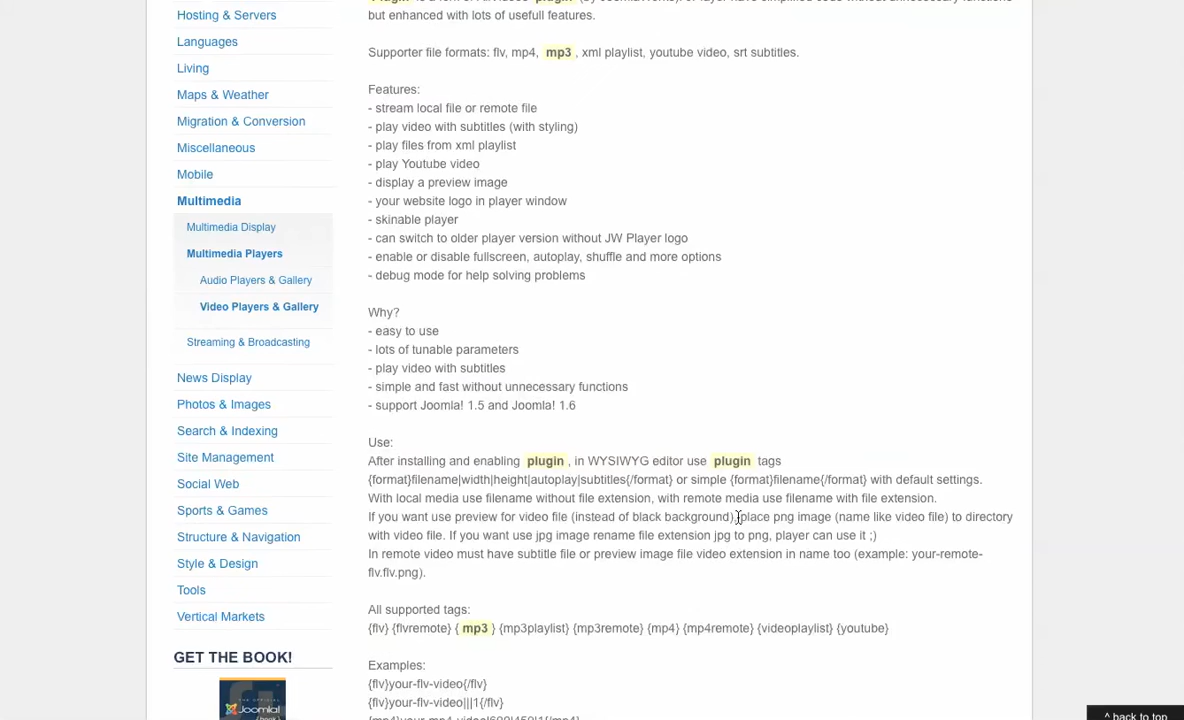 but enhanced with lots of usefull features.
Supporter file formats: flv, mp4, mp3 , xml playlist, youtube video, srt subtitles.
Features:
- stream local file or remote file
- play video with subtitles (with styling)
- play files from xml playlist
- play Youtube video
- display a preview image
- your website logo in player window
- skinable player
- can switch to older player version without JW Player logo
- enable or disable fullscreen, autoplay, shuffle and more options
- debug mode for help solving problems
Why?
- easy to use
- lots of tunable parameters
- play video with subtitles
- simple and fast without unnecessary functions
- support Joomla! 1.5 and Joomla! 1.6
Use:
After installing and enabling plugin , in WYSIWYG editor use plugin tags
{format}filename|width|height|autoplay|subtitles{/format} or simple {format}filename{/format} with default settings.
With local media use filename without file extension, with remote media use filename with file extension.
If you want use preview for video file (instead of black background), place png image (name like video file) to directory
with video file. If you want use jpg image rename file extension jpg to png, player can use it ;)
In remote video must have subtitle file or preview image file video extension in name too (example: your-remote-
flv.flv.png).
All supported tags:
{flv} {flvremote} { mp3 } {mp3playlist} {mp3remote} {mp4} {mp4remote} {videoplaylist} {youtube}
Examples:
{flv}your-flv-video{/flv}
{flv}your-flv-video|||1{/flv}
Hosting & Servers
Languages
Living
Maps & Weather
Migration & Conversion
Miscellaneous
Mobile
Multimedia
Multimedia Display
Multimedia Players
Audio Players & Gallery
Video Players & Gallery
Streaming & Broadcasting
News Display
Photos & Images
Search & Indexing
Site Management
Social Web
Sports & Games
Structure & Navigation
Style & Design
Tools
Vertical Markets
GET THE BOOK!
Joomla!
^ back to top